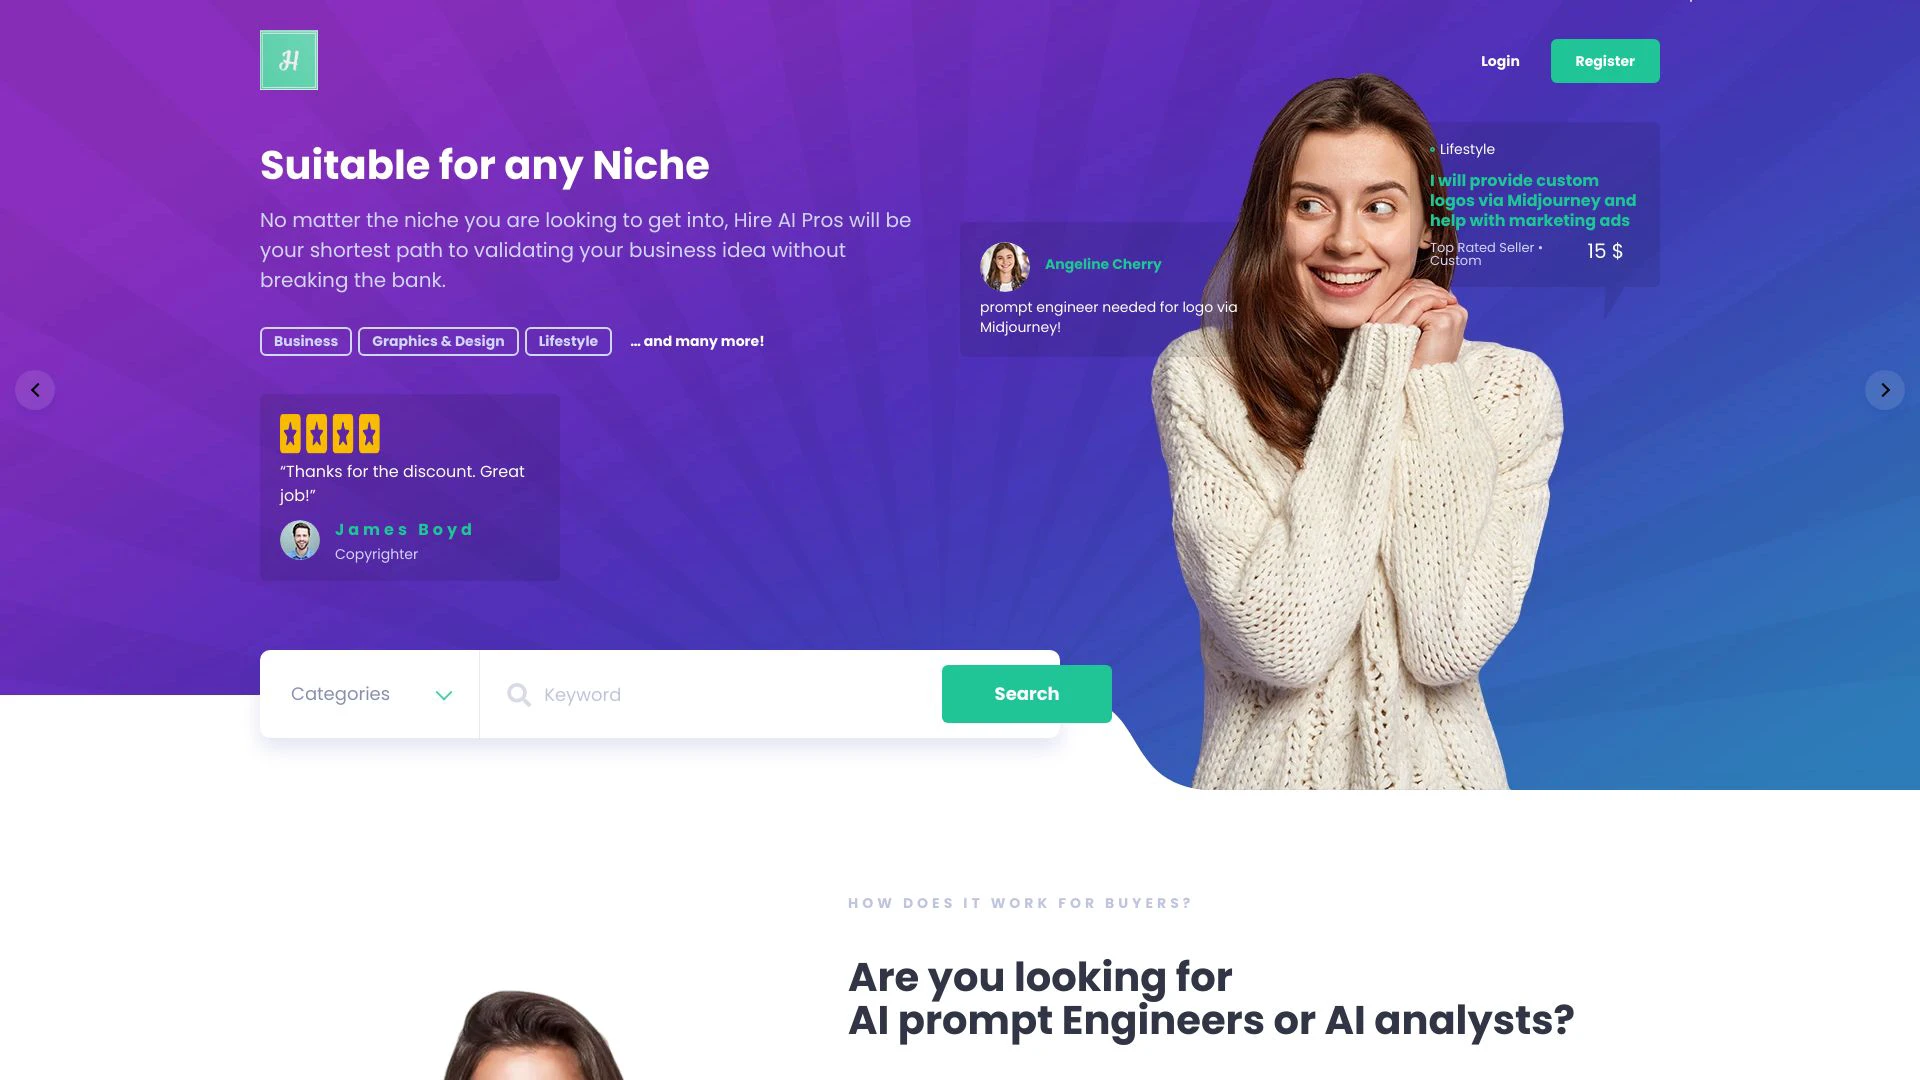 H
Login
Register
Suitable for any Niche
No matter the niche you are looking to get into, Hire AI Pros will be
your shortest path to validating your business idea without
breaking the bank.
Business
Graphics & Design
Lifestyle
... and many more!
“Thanks for the discount. Great
job!”
James Boyd
Copyrighter
Angeline Cherry
prompt engineer needed for logo via
Midjourney!
Lifestyle
I will provide custom
logos via Midjourney and
help with marketing ads
Top Rated Seller •
Custom
15 $
Categories
Keyword
Search
HOW DOES IT WORK FOR BUYERS?
Are you looking for
AI prompt Engineers or AI analysts?